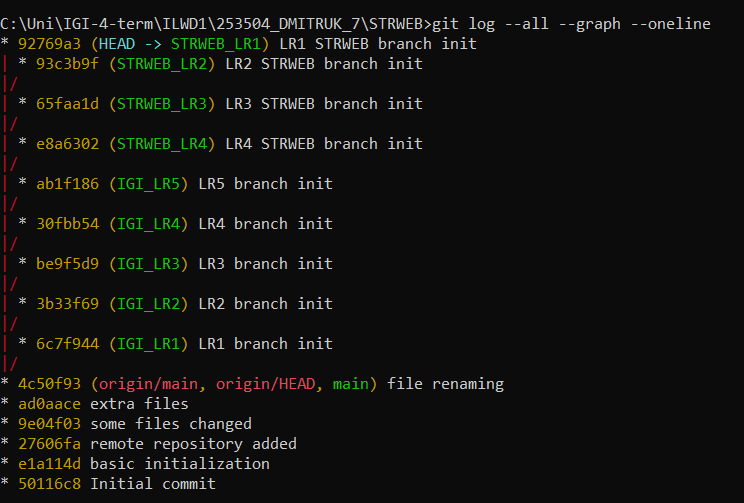 C:\Uni\IGI-4-term\ILWD1\253504_DMITRUK_7\STRWEB>git log --all --graph --oneline
* 92769a3 (HEAD -> STRWEB_LR1) LR1 STRWEB branch init
| * 93c3b9f (STRWEB_LR2) LR2 STRWEB branch init
|/
| * 65faa1d (STRWEB_LR3) LR3 STRWEB branch init
|/
| * e8a6302 (STRWEB_LR4) LR4 STRWEB branch init
|/
| * ab1f186 (IGI_LR5) LR5 branch init
|/
| * 30fbb54 (IGI_LR4) LR4 branch init
|/
| * be9f5d9 (IGI_LR3) LR3 branch init
|/
| * 3b33f69 (IGI_LR2) LR2 branch init
|/
| * 6c7f944 (IGI_LR1) LR1 branch init
|/
* 4c50f93 (origin/main, origin/HEAD, main) file renaming
* ad0aace extra files
* 9e04f03 some files changed
* 27606fa remote repository added
* e1a114d basic initialization
* 50116c8 Initial commit